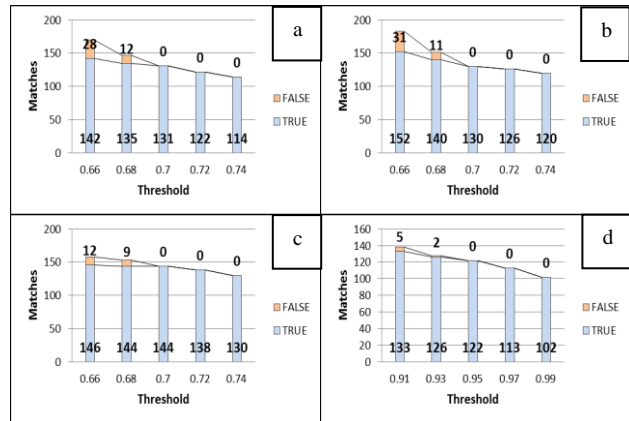 a
Matches
200
150
100
50
0
28 12 0 0 0
142 135 131 122 114
0.66 0.68 0.7 0.72 0.74
Threshold
FALSE
TRUE
b
Matches
200
150
100
50
0
31 11 0 0 0
152 140 130 126 120
0.66 0.68 0.7 0.72 0.74
Threshold
FALSE
TRUE
c
Matches
200
150
100
50
0
12 9 0 0 0
146 144 144 138 130
0.66 0.68 0.7 0.72 0.74
Threshold
FALSE
TRUE
d
Matches
160
140
120
100
80
60
40
20
0
5 2 0 0 0
133 126 122 113 102
0.91 0.93 0.95 0.97 0.99
Threshold
FALSE
TRUE